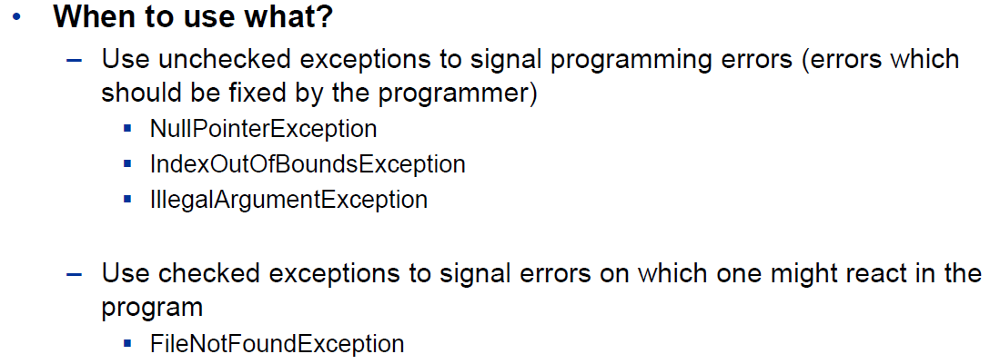 • When to use what?
– Use unchecked exceptions to signal programming errors (errors which
should be fixed by the programmer)
▪ NullPointerException
▪ IndexOutOfBoundsException
▪ IllegalArgumentException
– Use checked exceptions to signal errors on which one might react in the
program
▪ FileNotFoundException